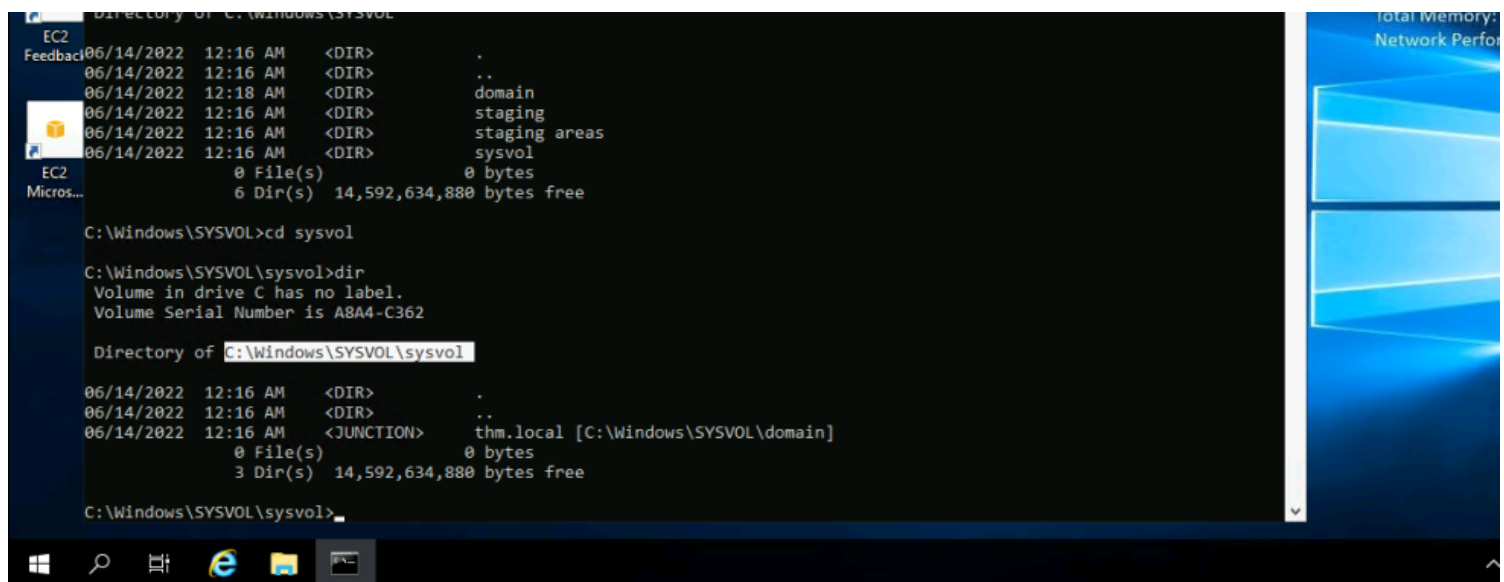 Directory of C:\Windows\SYSVOL
Total Memory:
EC2
Network Perfor
Feedback
06/14/2022  12:16 AM    <DIR>          .
06/14/2022  12:16 AM    <DIR>          ..
06/14/2022  12:18 AM    <DIR>          domain
06/14/2022  12:16 AM    <DIR>          staging
06/14/2022  12:16 AM    <DIR>          staging areas
06/14/2022  12:16 AM    <DIR>          sysvol
EC2
Micros...
0 File(s)              0 bytes
6 Dir(s)  14,592,634,880 bytes free
C:\Windows\SYSVOL>cd sysvol
C:\Windows\SYSVOL\sysvol>dir
Volume in drive C has no label.
Volume Serial Number is A8A4-C362
Directory of C:\Windows\SYSVOL\sysvol
06/14/2022  12:16 AM    <DIR>          .
06/14/2022  12:16 AM    <DIR>          ..
06/14/2022  12:16 AM    <JUNCTION>     thm.local [C:\Windows\SYSVOL\domain]
0 File(s)              0 bytes
3 Dir(s)  14,592,634,880 bytes free
C:\Windows\SYSVOL\sysvol>